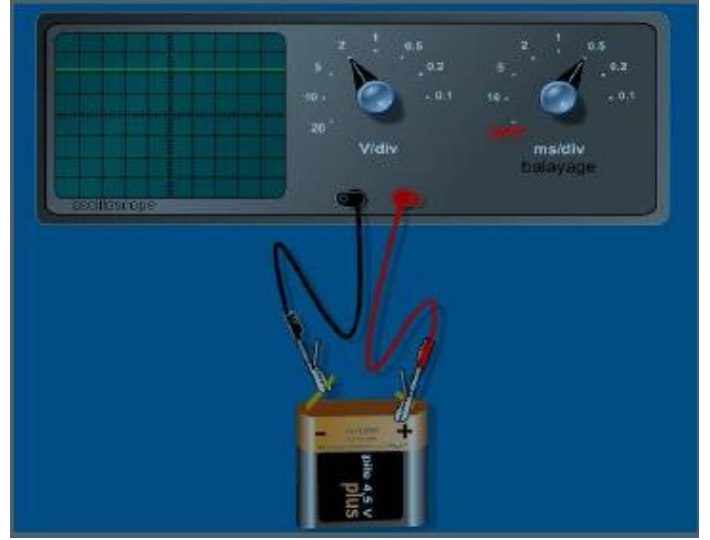 2 1 0.5
5 0.2
10 0.1
20
V/div
2 1 0.5
5 0.2
10 0.1
ms/div
balayage
oscilloscope
- +
pile 4,5 V
plus